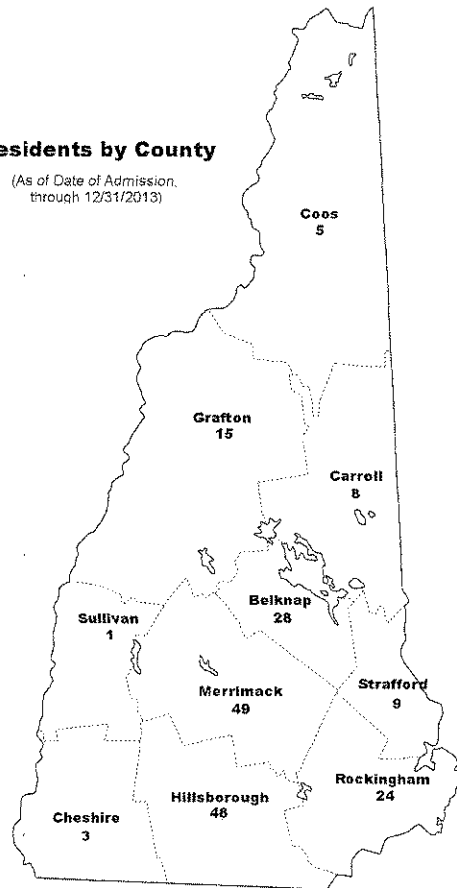 esidents by County
(As of Date of Admission,
through 12/31/2013)
Coos
5
Grafton
15
Carroll
8
Belknap
28
Sullivan
1
Merrimack
49
Strafford
9
Rockingham
24
Hillsborough
46
Cheshire
3